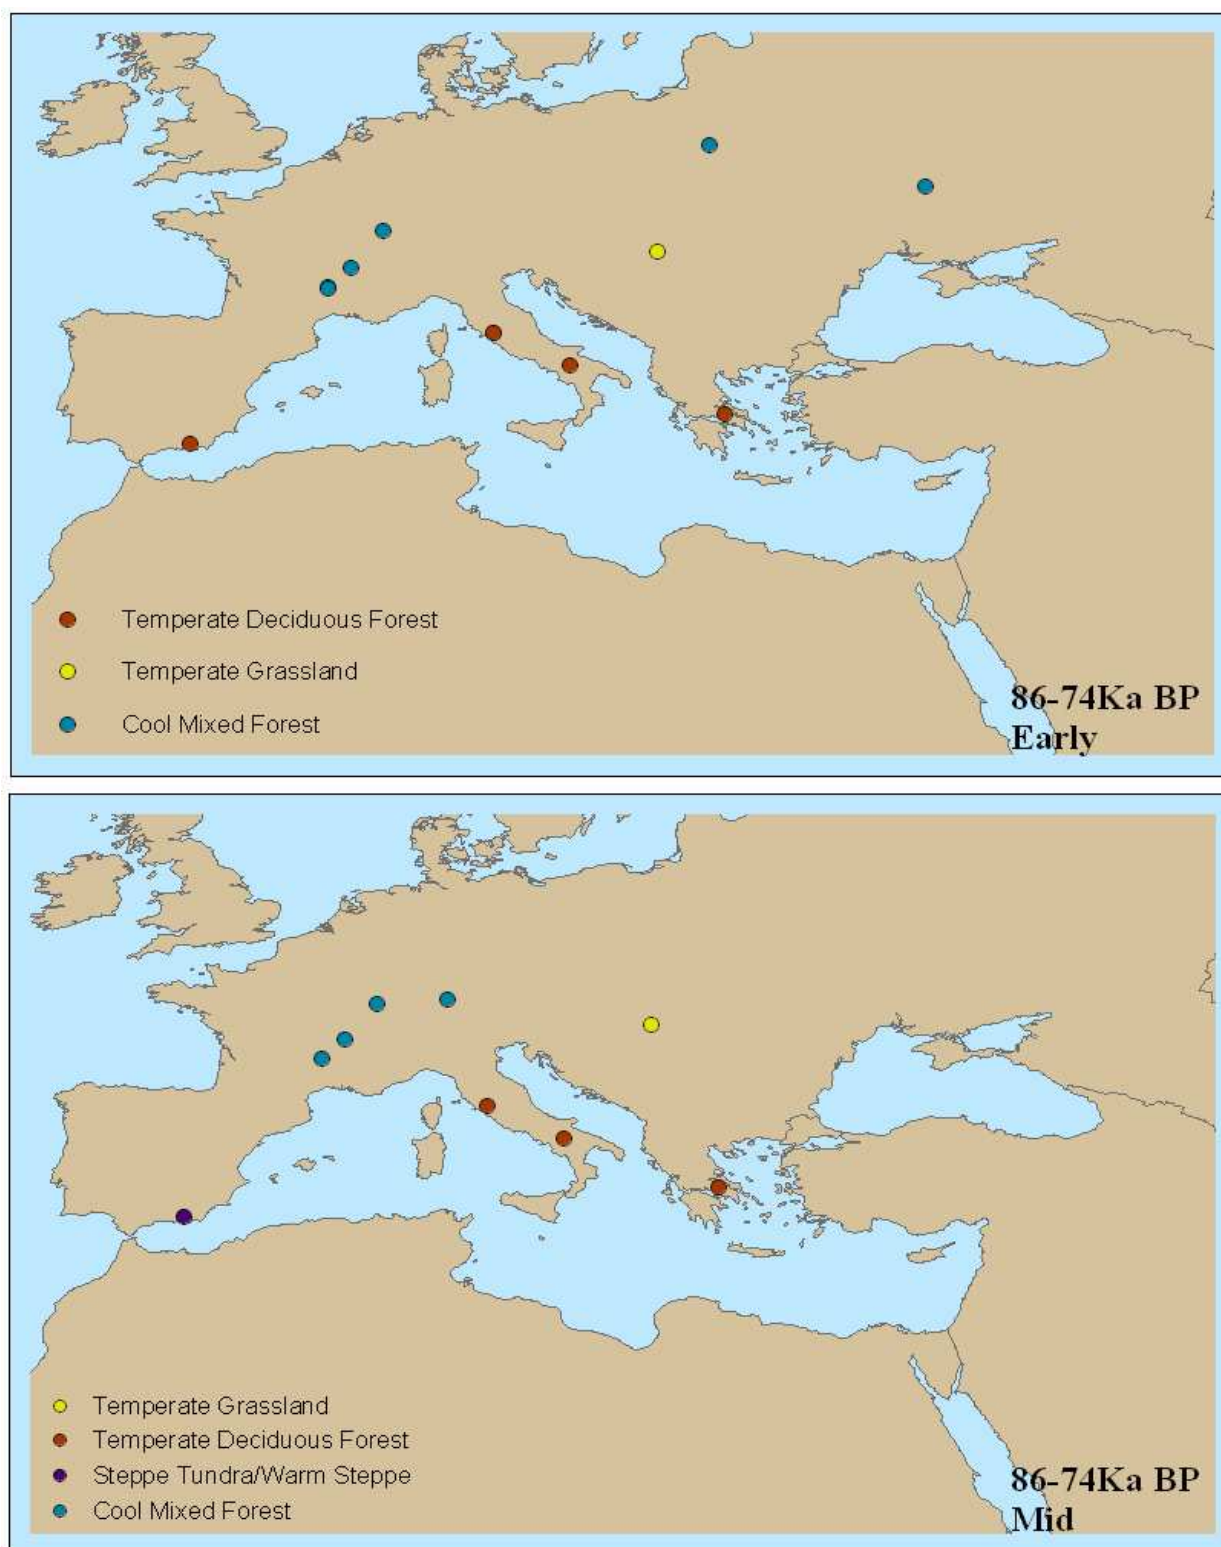 Temperate Deciduous Forest
Temperate Grassland
Cool Mixed Forest
86-74Ka BP
Early
Temperate Grassland
Temperate Deciduous Forest
Steppe Tundra/Warm Steppe
Cool Mixed Forest
86-74Ka BP
Mid